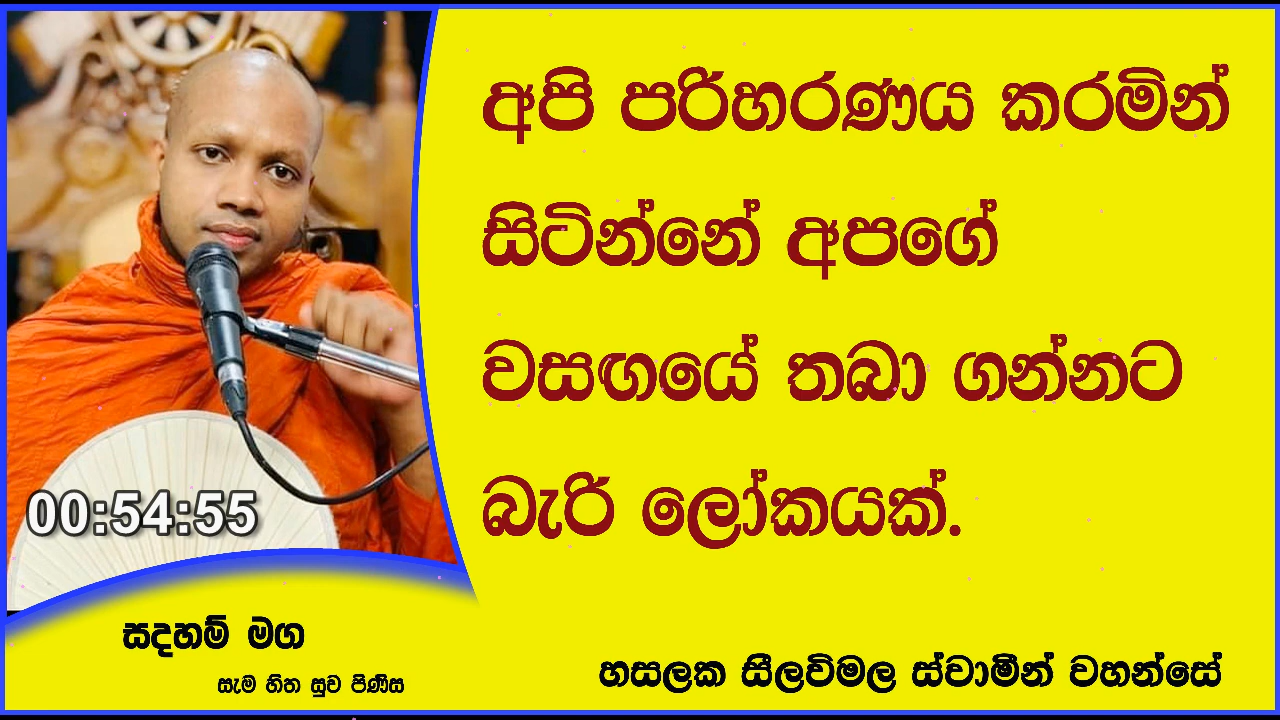 අපි පරිහරණය කරමින්
සිටින්නේ අපගේ
වසඟයේ තබා ගන්නට
බැරි ලෝකයක්.
00:54:55
සදහම් මග
සැම හිත සුව පිණිස
හසලක සීලවිමල ස්වාමීන් වහන්සේ